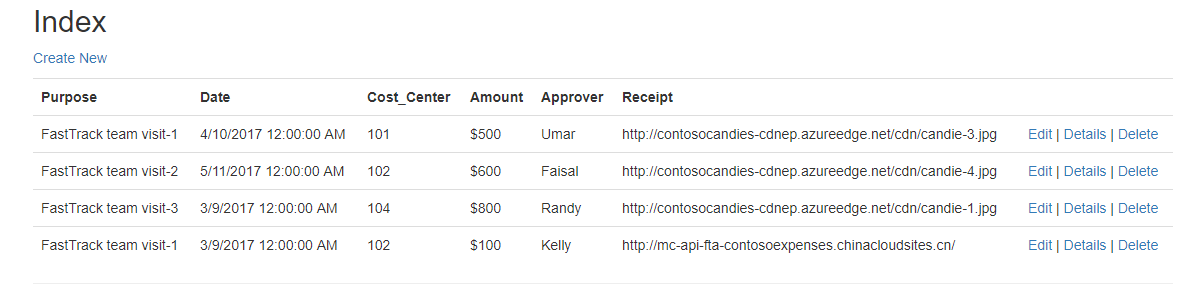 Index
Create New
Purpose Date Cost_Center Amount Approver Receipt
FastTrack team visit-1 4/10/2017 12:00:00 AM 101 $500 Umar http://contosocandies-cdnep.azureedge.net/cdn/candie-3.jpg Edit | Details | Delete
FastTrack team visit-2 5/11/2017 12:00:00 AM 102 $600 Faisal http://contosocandies-cdnep.azureedge.net/cdn/candie-4.jpg Edit | Details | Delete
FastTrack team visit-3 3/9/2017 12:00:00 AM 104 $800 Randy http://contosocandies-cdnep.azureedge.net/cdn/candie-1.jpg Edit | Details | Delete
FastTrack team visit-1 3/9/2017 12:00:00 AM 102 $100 Kelly http://mc-api-fta-contosoexpenses.chinacloudsites.cn/ Edit | Details | Delete